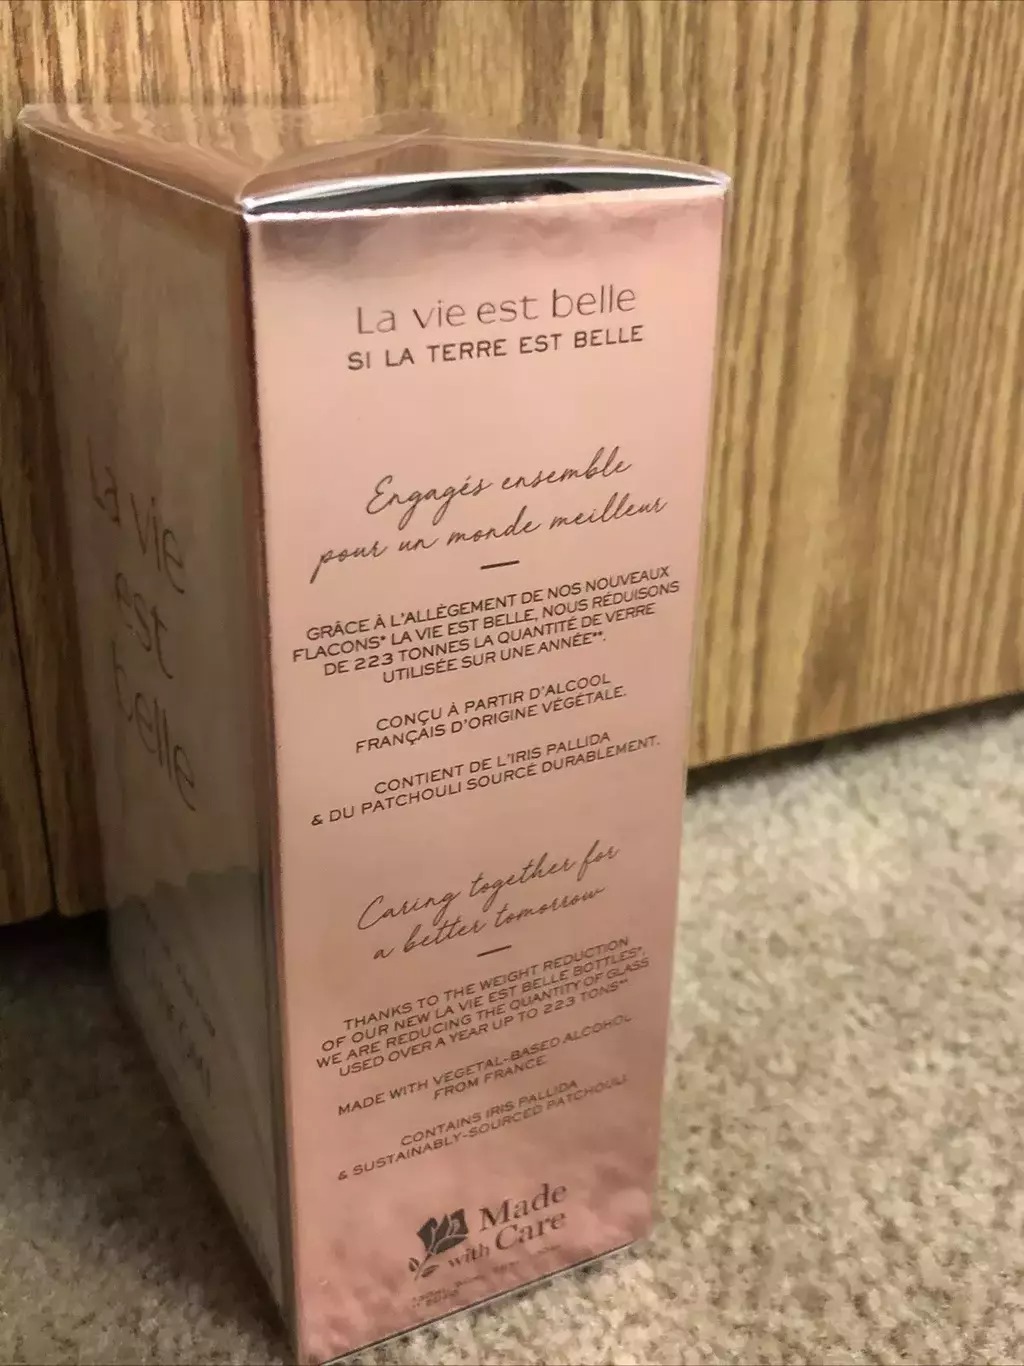 La vie est belle
SI LA TERRE EST BELLE
Engagés ensemble
pour un monde meilleur
GRÂCE À L'ALLÈGEMENT DE NOS NOUVEAUX
FLACONS* LA VIE EST BELLE, NOUS RÉDUISONS
DE 223 TONNES LA QUANTITÉ DE VERRE
UTILISÉE SUR UNE ANNÉE**.
CONÇU À PARTIR D'ALCOOL
FRANÇAIS D'ORIGINE VÉGÉTALE.
CONTIENT DE L'IRIS PALLIDA
& DU PATCHOULI SOURCÉ DURABLEMENT.
Caring together for
a better tomorrow
THANKS TO THE WEIGHT REDUCTION
OF OUR NEW LA VIE EST BELLE BOTTLES*,
WE ARE REDUCING THE QUANTITY OF GLASS
USED OVER A YEAR UP TO 223 TONS**
MADE WITH VEGETAL-BASED ALCOHOL
FROM FRANCE.
CONTAINS IRIS PALLIDA
& SUSTAINABLY-SOURCED PATCHOULI
Made
with Care
La vie
est
belle